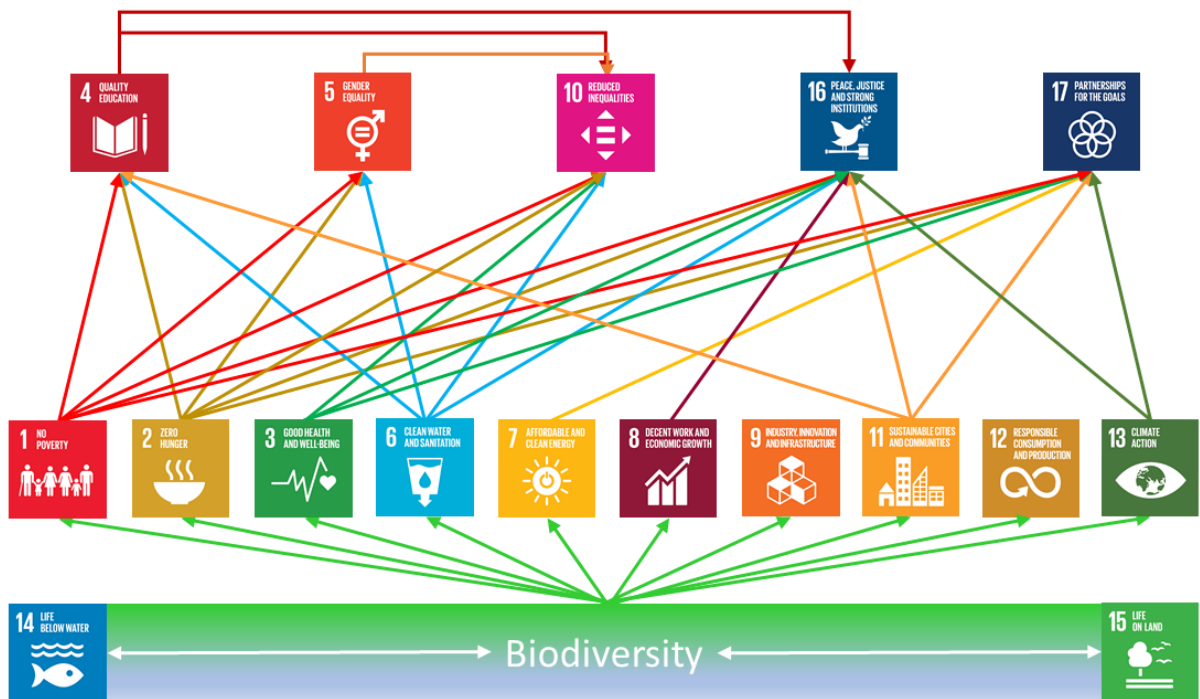 4 QUALITY
EDUCATION
5 GENDER
EQUALITY
10 REDUCED
INEQUALITIES
16 PEACE, JUSTICE
AND STRONG
INSTITUTIONS
17 PARTNERSHIPS
FOR THE GOALS
1 NO
POVERTY
2 ZERO
HUNGER
3 GOOD HEALTH
AND WELL-BEING
6 CLEAN WATER
AND SANITATION
7 AFFORDABLE AND
CLEAN ENERGY
8 DECENT WORK AND
ECONOMIC GROWTH
9 INDUSTRY, INNOVATION
AND INFRASTRUCTURE
11 SUSTAINABLE CITIES
AND COMMUNITIES
12 RESPONSIBLE
CONSUMPTION
AND PRODUCTION
13 CLIMATE
ACTION
14 LIFE
BELOW WATER
Biodiversity
15 LIFE
ON LAND